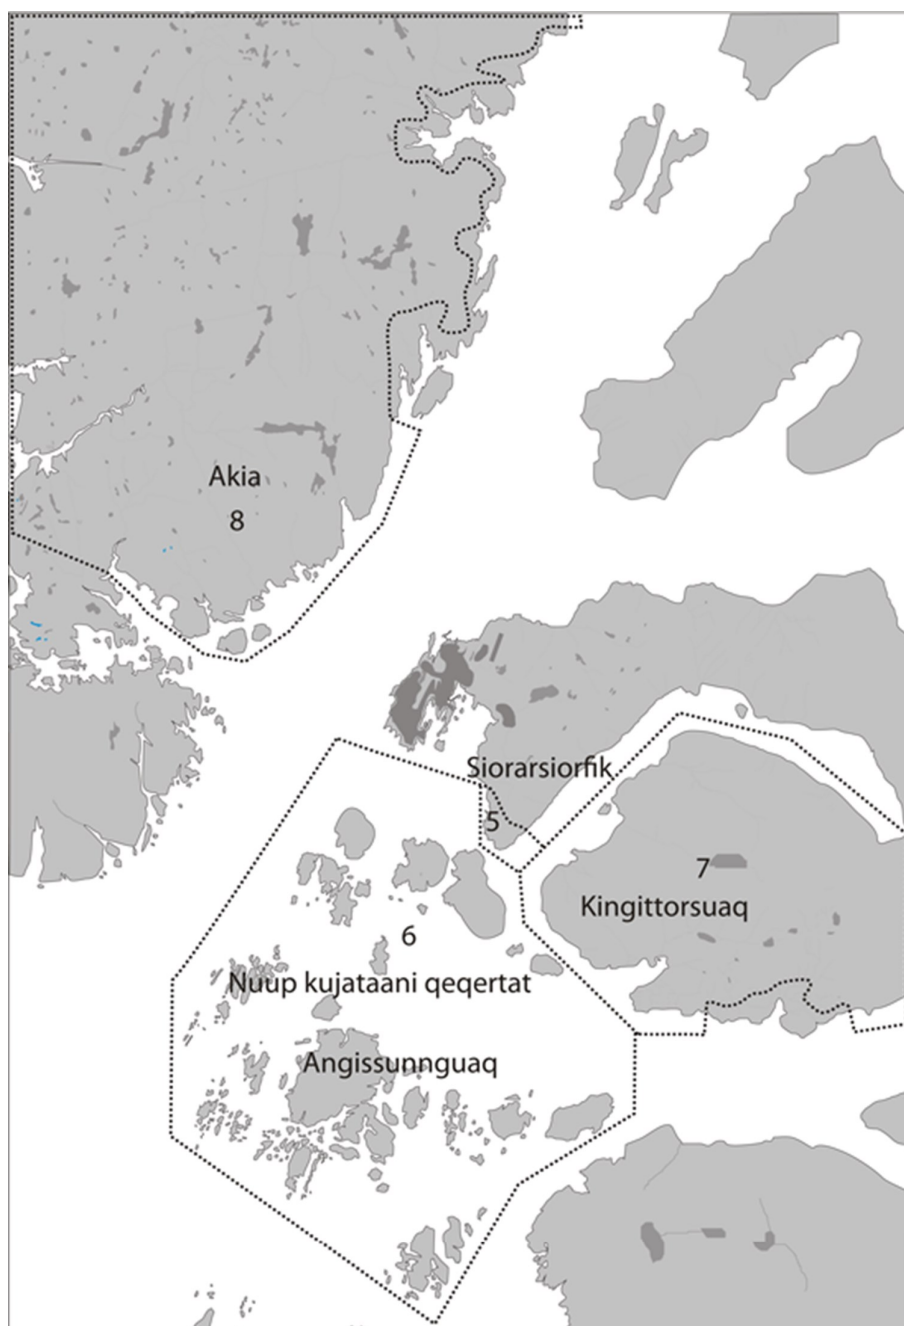 Akia
8
Siorarsiorfik
5
7
Kingittorsuaq
6
Nuup kujataani qeqertat
Angissunnguaq